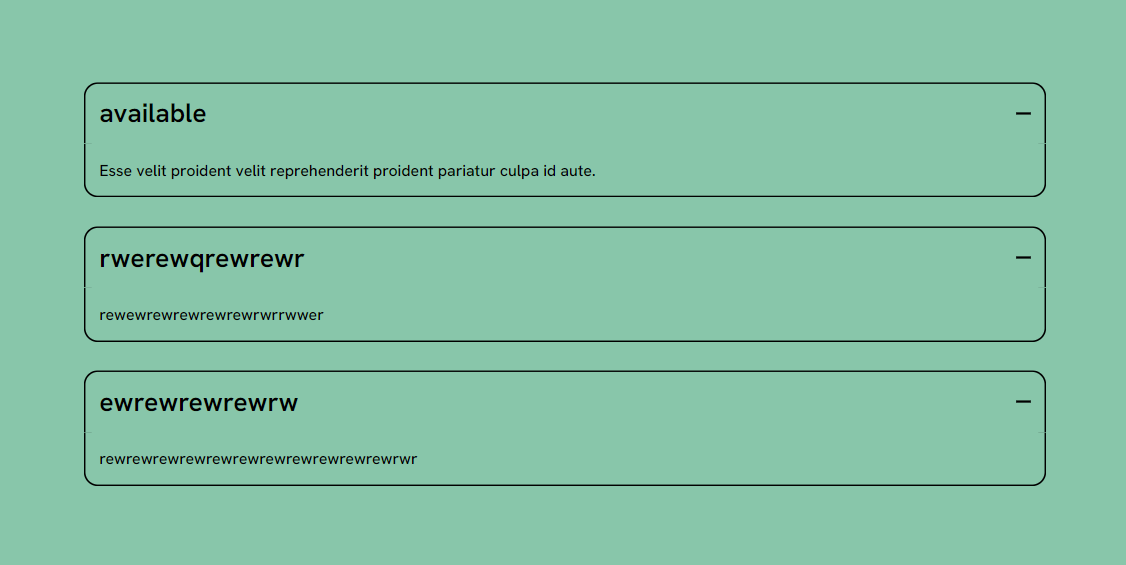 available
Esse velit proident velit reprehenderit proident pariatur culpa id aute.
rwerewqrewrewr
rewewrewrewrewrewrwrrwwer
ewrewrewrewrw
rewrewrewrewrewrewrewrewrewrewrewrwr